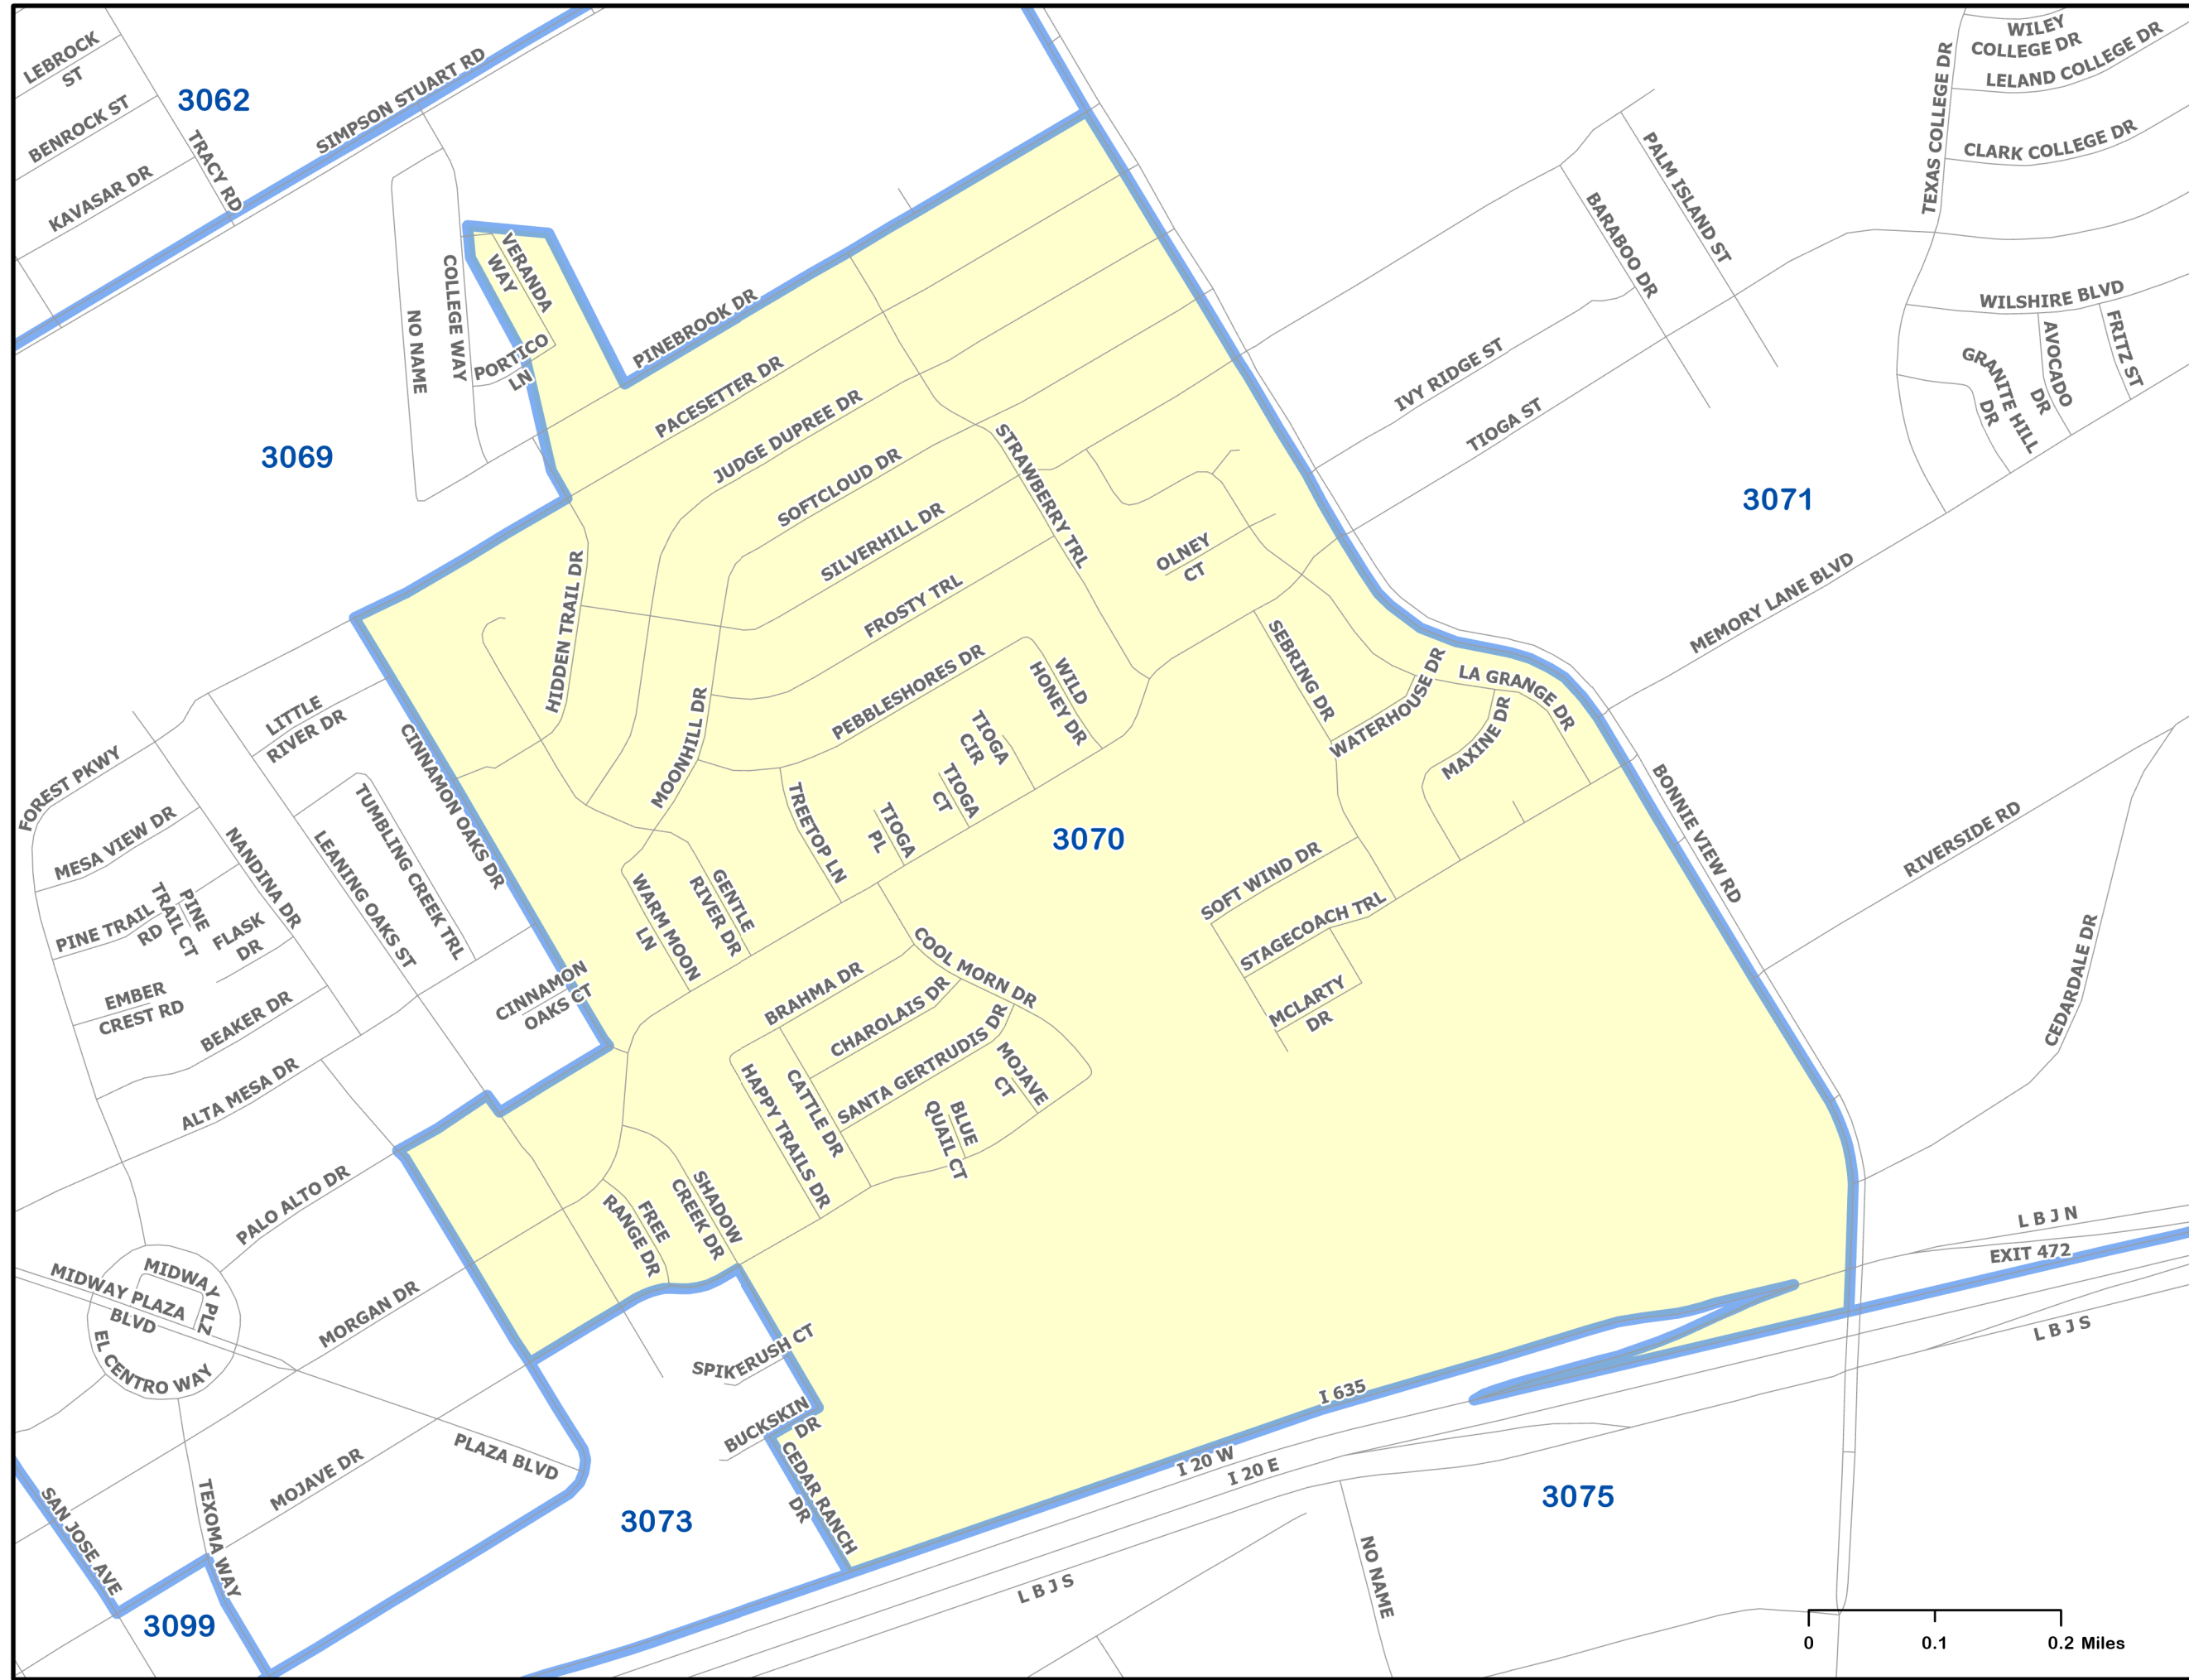 LEBROCK
ST
BENROCK ST
KAVASAR DR
TRACY RD
3062
SIMPSON STUART RD
WILEY
COLLEGE DR
LELAND COLLEGE DR
CLARK COLLEGE DR
TEXAS COLLEGE DR
PALM ISLAND ST
BARABOO DR
WILSHIRE BLVD
AVOCADO
DR
FRITZ ST
GRANITE HILL
DR
VERANDA
WAY
COLLEGE WAY
NO NAME
PORTICO
LN
PINEBROOK DR
PACESETTER DR
JUDGE DUPREE DR
SOFTCLOUD DR
SILVERHILL DR
FROSTY TRL
STRAWBERRY TRL
IVY RIDGE ST
TIOGA ST
3069
3071
OLNEY
CT
MEMORY LANE BLVD
HIDDEN TRAIL DR
MOONHILL DR
PEBBLESHORES DR
WILD
HONEY DR
SEBRING DR
WATERHOUSE DR
LA GRANGE DR
MAXINE DR
LITTLE
RIVER DR
CINNAMON OAKS DR
FOREST PKWY
MESA VIEW DR
NANDINA DR
LEANING OAKS ST
TUMBLING CREEK TRL
PINE TRAIL
RD
PINE
TRAIL CT
FLASK
DR
EMBER
CREST RD
BEAKER DR
ALTA MESA DR
CINNAMON
OAKS CT
TIOGA
CIR
TIOGA
CT
TIOGA
PL
TREETOP LN
GENTLE
RIVER DR
WARM MOON
LN
3070
BONNIE VIEW RD
RIVERSIDE RD
CEDARDALE DR
SOFT WIND DR
STAGECOACH TRL
MCLARTY
DR
COOL MORN DR
BRAHMA DR
CHAROLAIS DR
SANTA GERTRUDIS DR
MOJAVE
CT
BLUE
QUAIL CT
CATTLE DR
HAPPY TRAILS DR
SHADOW
CREEK DR
FREE
RANGE DR
PALO ALTO DR
MORGAN DR
MIDWAY PLZ
MIDWAY PLAZA
BLVD
EL CENTRO WAY
PLAZA BLVD
MOJAVE DR
TEXOMA WAY
SAN JOSE AVE
SPIKERUSH CT
BUCKSKIN
DR
CEDAR RANCH
DR
3073
3099
L B J N
EXIT 472
L B J S
I 635
I 20 W
I 20 E
3075
L B J S
NO NAME
0 0.1 0.2 Miles